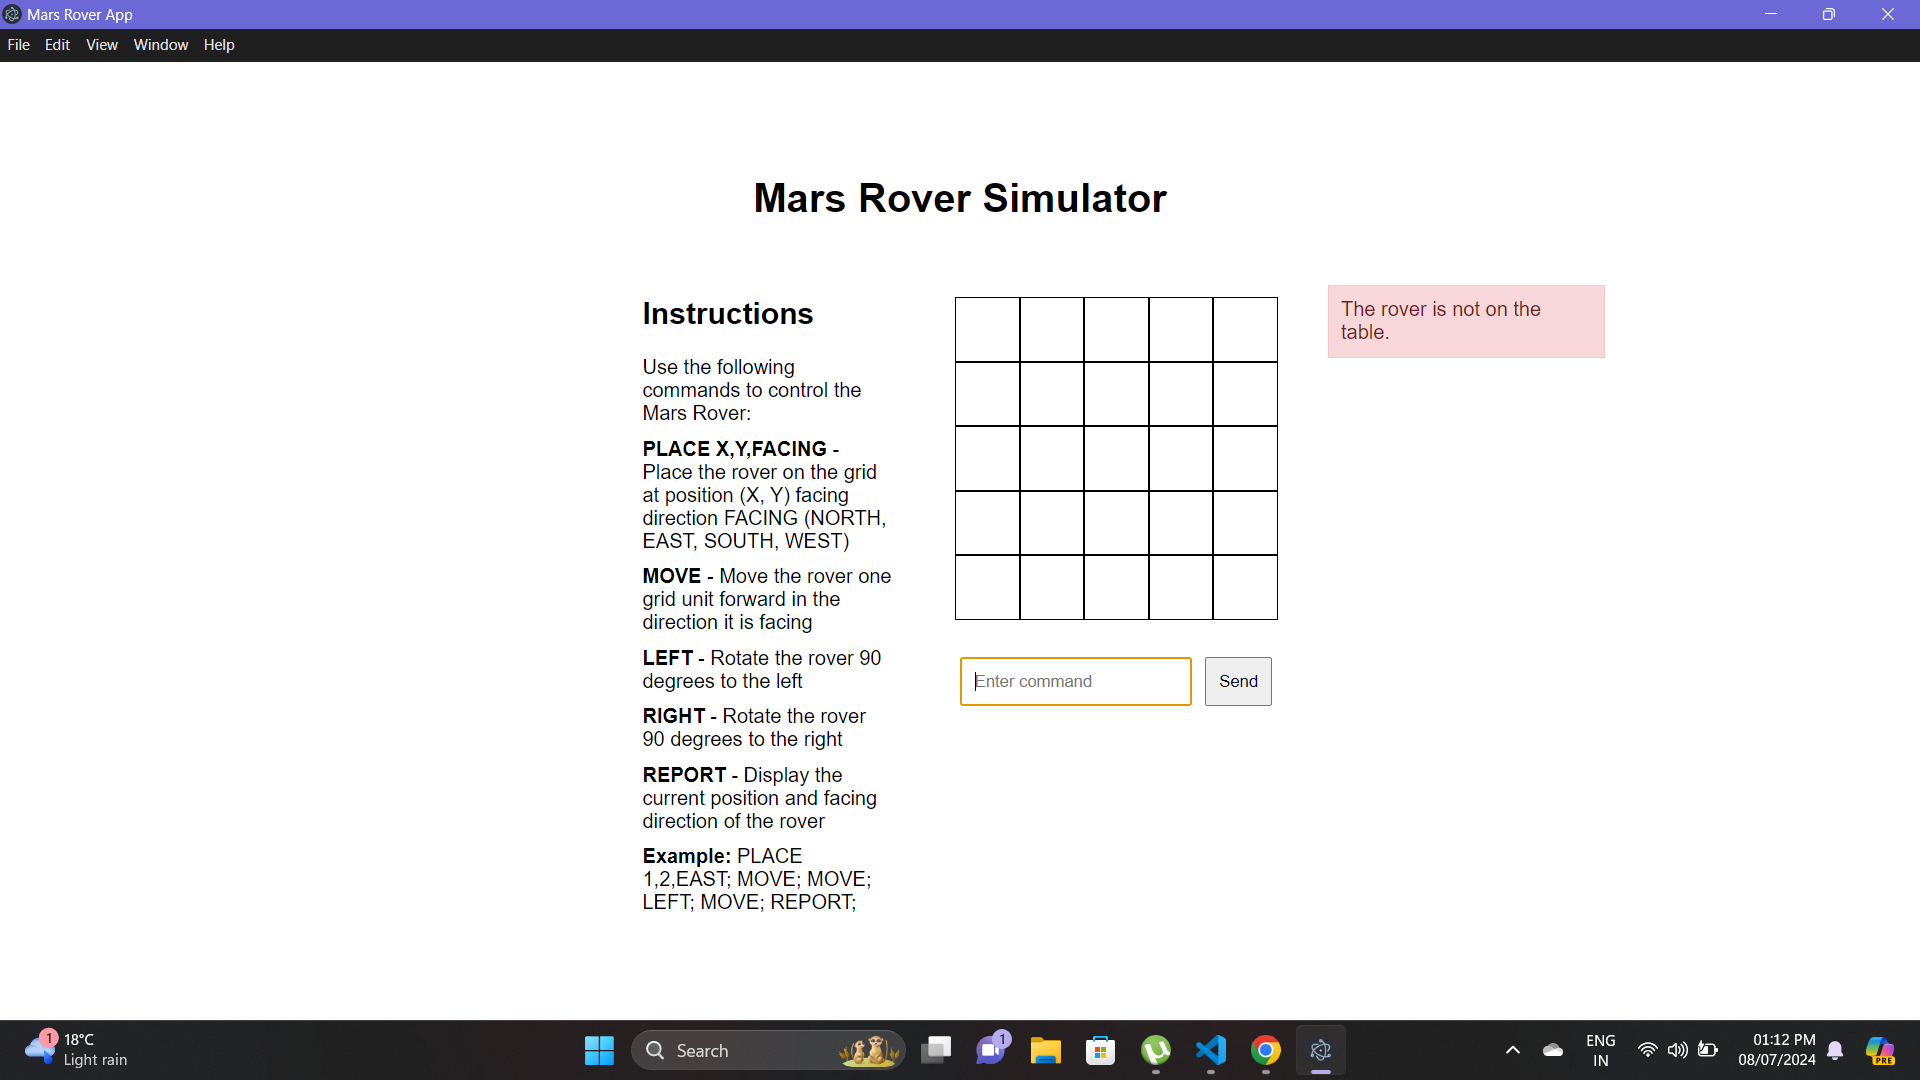 Mars Rover App
File Edit View Window Help
Mars Rover Simulator
Instructions
Use the following
commands to control the
Mars Rover:
PLACE X,Y,FACING -
Place the rover on the grid
at position (X, Y) facing
direction FACING (NORTH,
EAST, SOUTH, WEST)
MOVE - Move the rover one
grid unit forward in the
direction it is facing
LEFT - Rotate the rover 90
degrees to the left
RIGHT - Rotate the rover
90 degrees to the right
REPORT - Display the
current position and facing
direction of the rover
Example: PLACE
1,2,EAST; MOVE; MOVE;
LEFT; MOVE; REPORT;
Enter command
Send
The rover is not on the
table.
1
18°C
Light rain
Search
1
ENG
IN
01:12 PM
08/07/2024
PRE